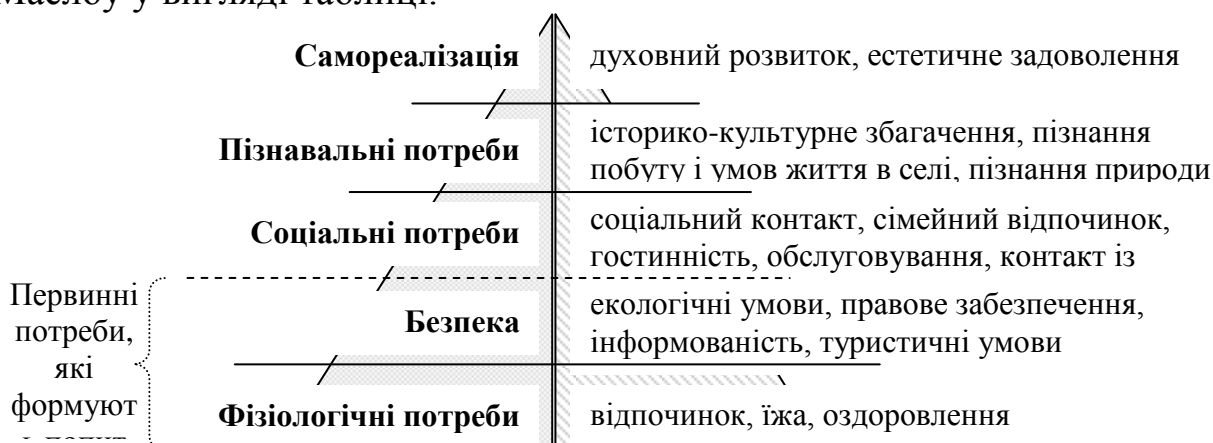 Маслоу у вигляді таблиці.
Самореалізація
духовний розвиток, естетичне задоволення
Пізнавальні потреби
історико-культурне збагачення, пізнання
побуту і умов життя в селі, пізнання природи
Соціальні потреби
соціальний контакт, сімейний відпочинок,
гостинність, обслуговування, контакт із
Первинні
потреби,
які
формуют
ь попит
Безпека
екологічні умови, правове забезпечення,
інформованість, туристичні умови
Фізіологічні потреби
відпочинок, їжа, оздоровлення